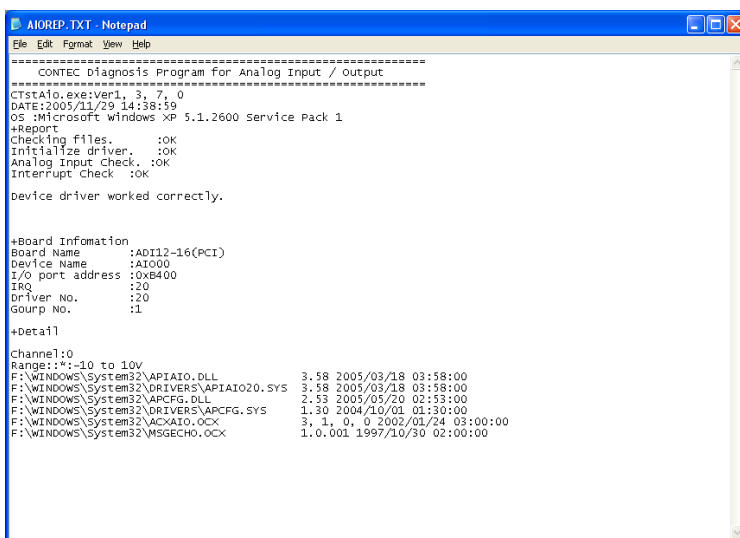 AIOREP.TXT - Notepad
File Edit Format View Help
==============================================================
CONTEC Diagnosis Program for Analog Input / Output
==============================================================
CTstAio.exe:Ver1, 3, 7, 0
DATE:2005/11/29 14:38:59
OS :Microsoft Windows XP 5.1.2600 Service Pack 1
+Report
Checking files. :OK
Initialize driver. :OK
Analog Input Check. :OK
Interrupt Check :OK
Device driver worked correctly.
+Board Infomation
Board Name :ADI12-16(PCI)
Device Name :AIO00
I/O port address :0xB400
IRQ :20
Driver No. :20
Gourp No. :1
+Detail
Channel:0
Range::*:-10 to 10V
F:\WINDOWS\System32\APIAIO.DLL 3.58 2005/03/18 03:58:00
F:\WINDOWS\System32\DRIVERS\APIAIO20.SYS 3.58 2005/03/18 03:58:00
F:\WINDOWS\System32\APCFG.DLL 2.53 2005/05/20 02:53:00
F:\WINDOWS\System32\DRIVERS\APCFG.SYS 1.30 2004/10/01 01:30:00
F:\WINDOWS\System32\ACXAIO.OCX 3, 1, 0, 0 2002/01/24 03:00:00
F:\WINDOWS\System32\MSGECHO.OCX 1.0.001 1997/10/30 02:00:00